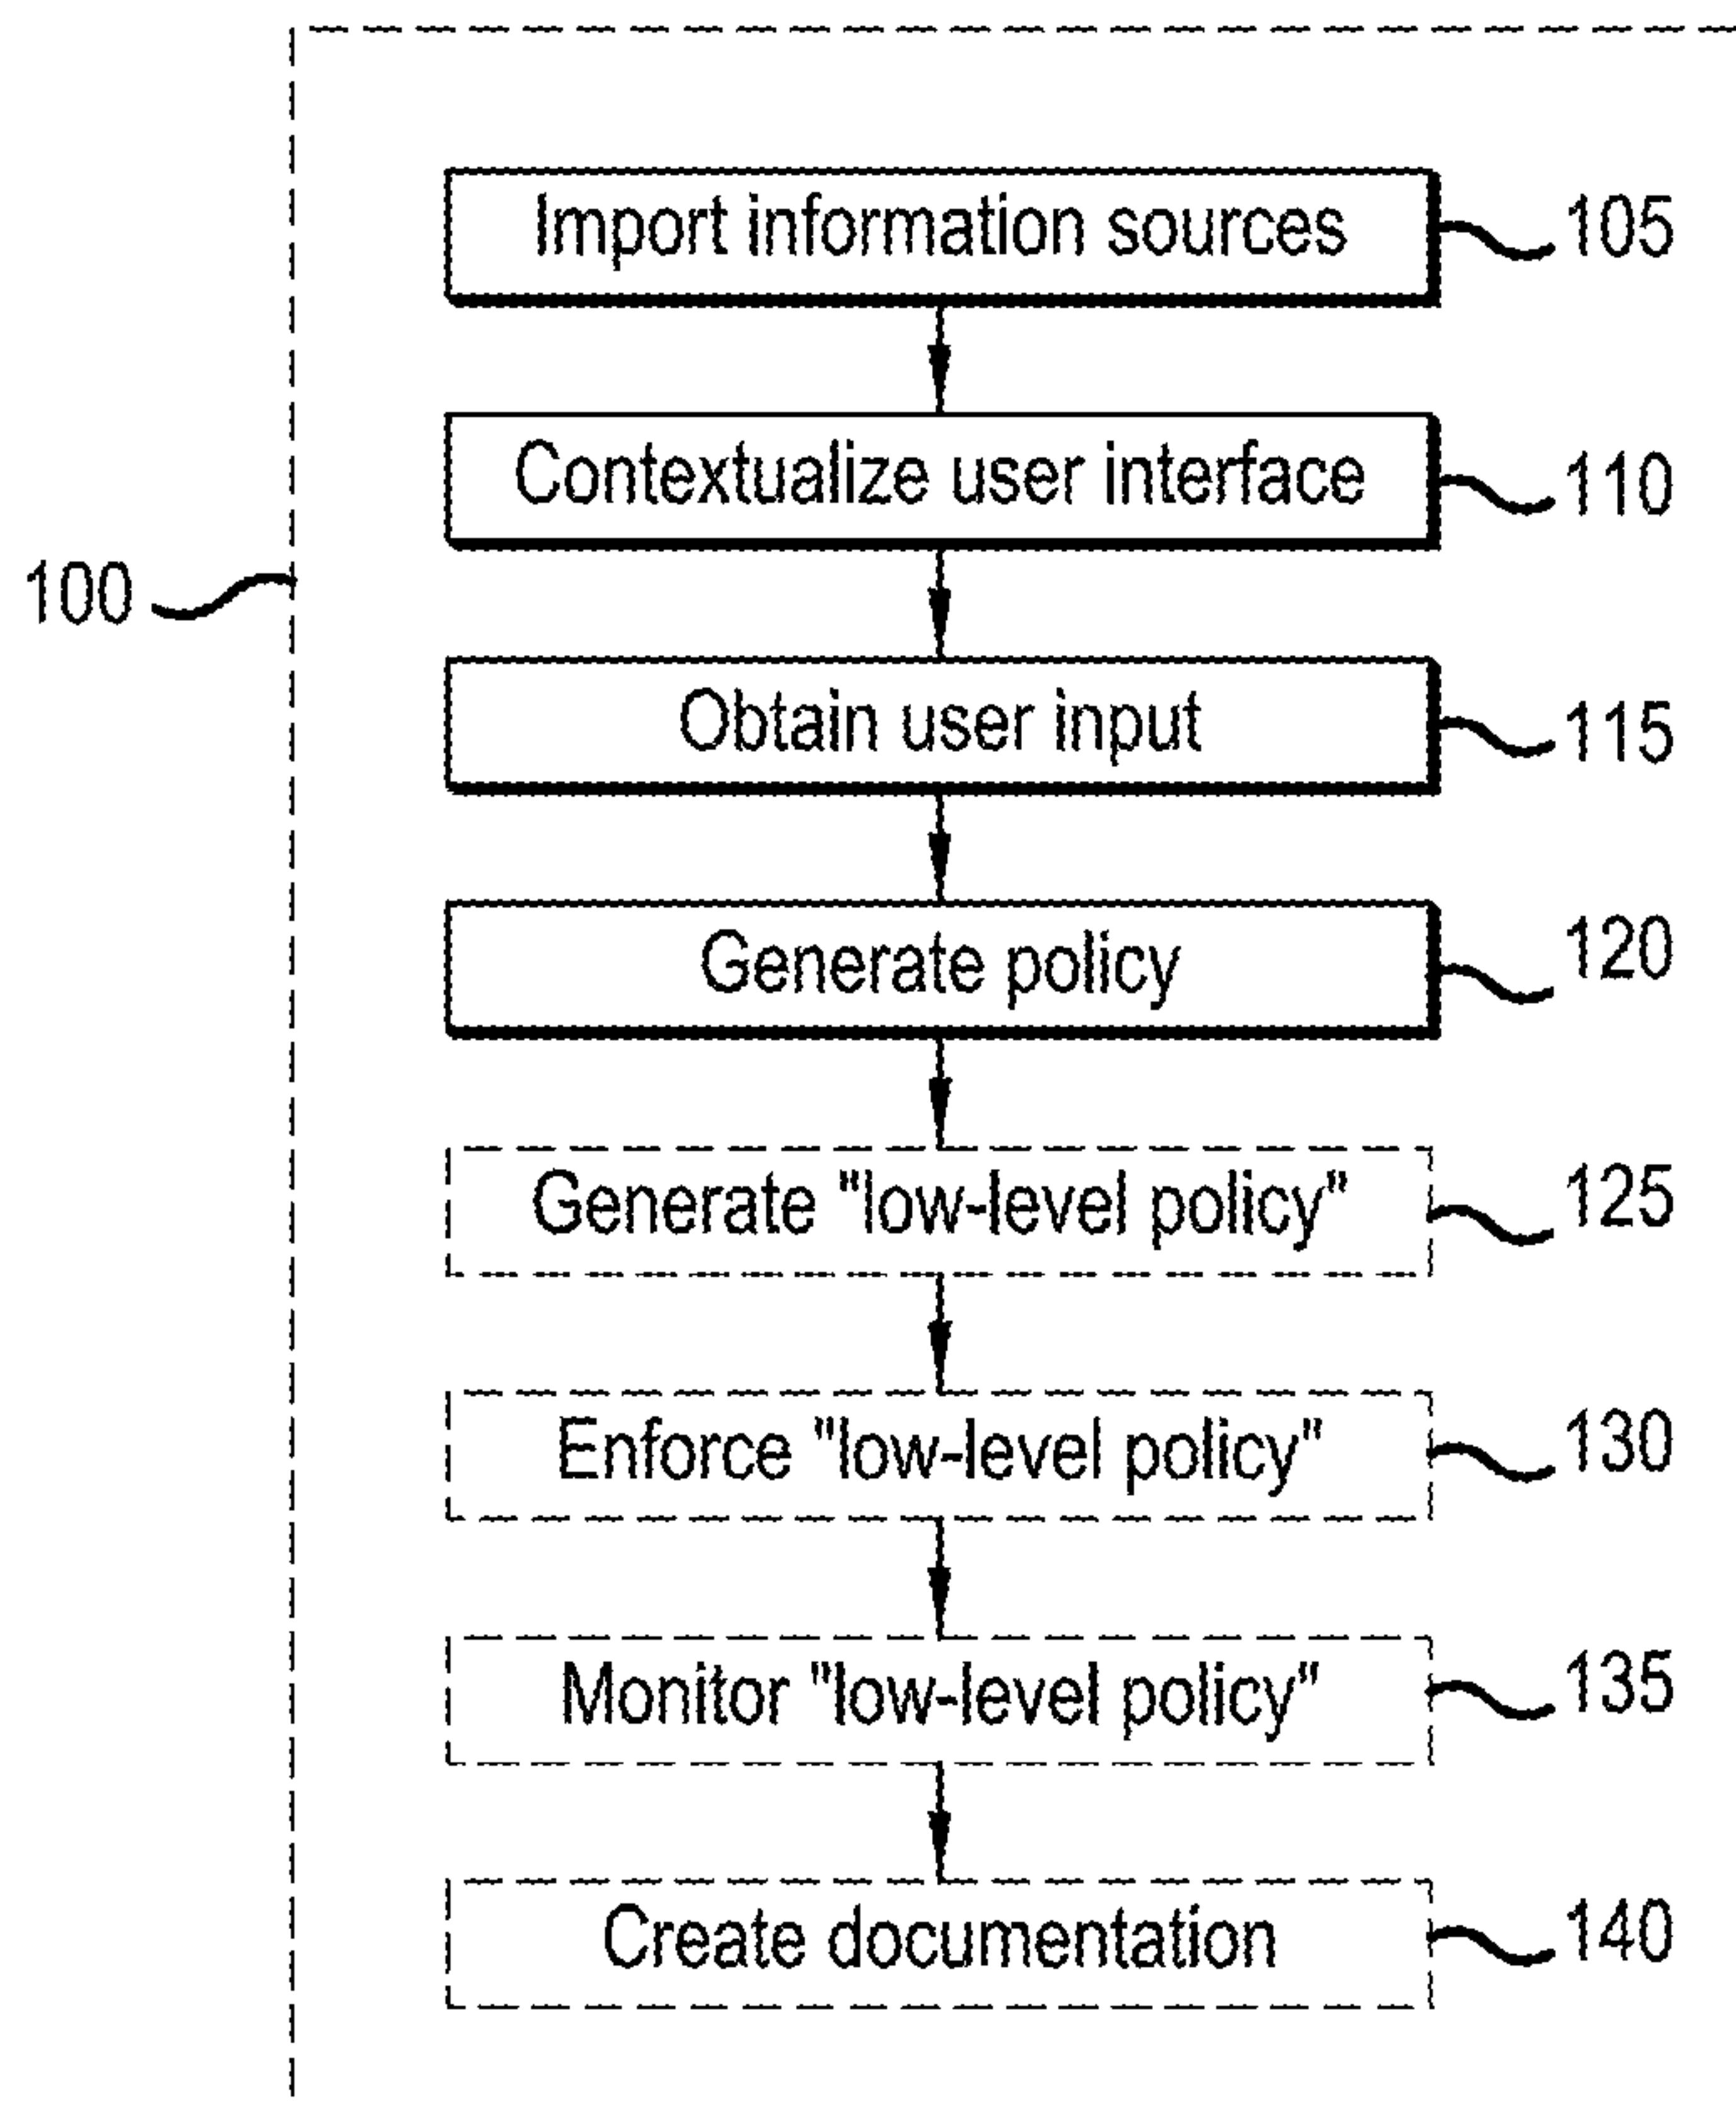 Import information sources 105
Contextualize user interface 110
100
Obtain user input 115
Generate policy 120
Generate "low-level policy" 125
Enforce "low-level policy" 130
Monitor "low-level policy" 135
Create documentation 140